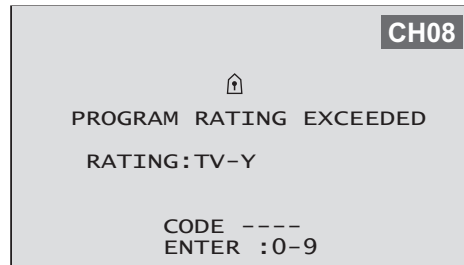 CH08
PROGRAM RATING EXCEEDED
RATING:TV-Y
CODE ----
ENTER :0-9